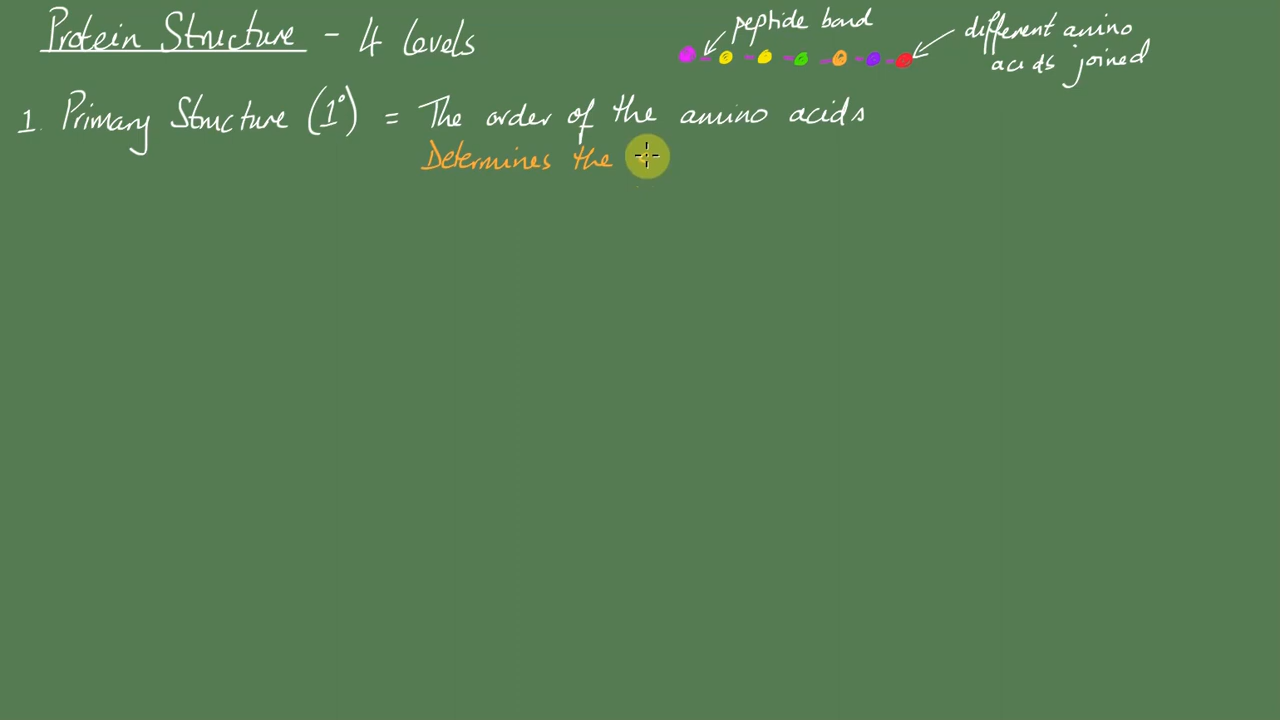 Protein Structure - 4 levels
peptide bond
different amino
acids joined
1. Primary Structure (1°) = The order of the amino acids
Determines the